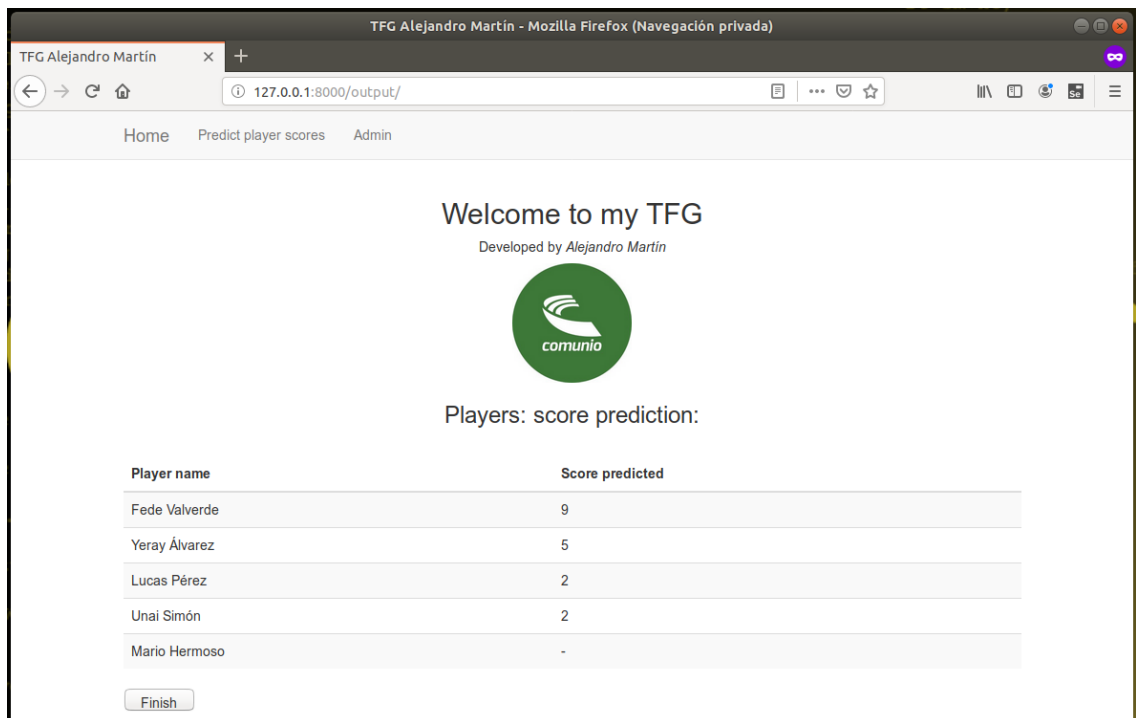 TFG Alejandro Martín - Mozilla Firefox (Navegación privada)
TFG Alejandro Martín
127.0.0.1:8000/output/
Se
Home Predict player scores Admin
Welcome to my TFG
Developed by Alejandro Martín
comunio
Players: score prediction:
Player name Score predicted
Fede Valverde 9
Yeray Álvarez 5
Lucas Pérez 2
Unai Simón 2
Mario Hermoso -
Finish